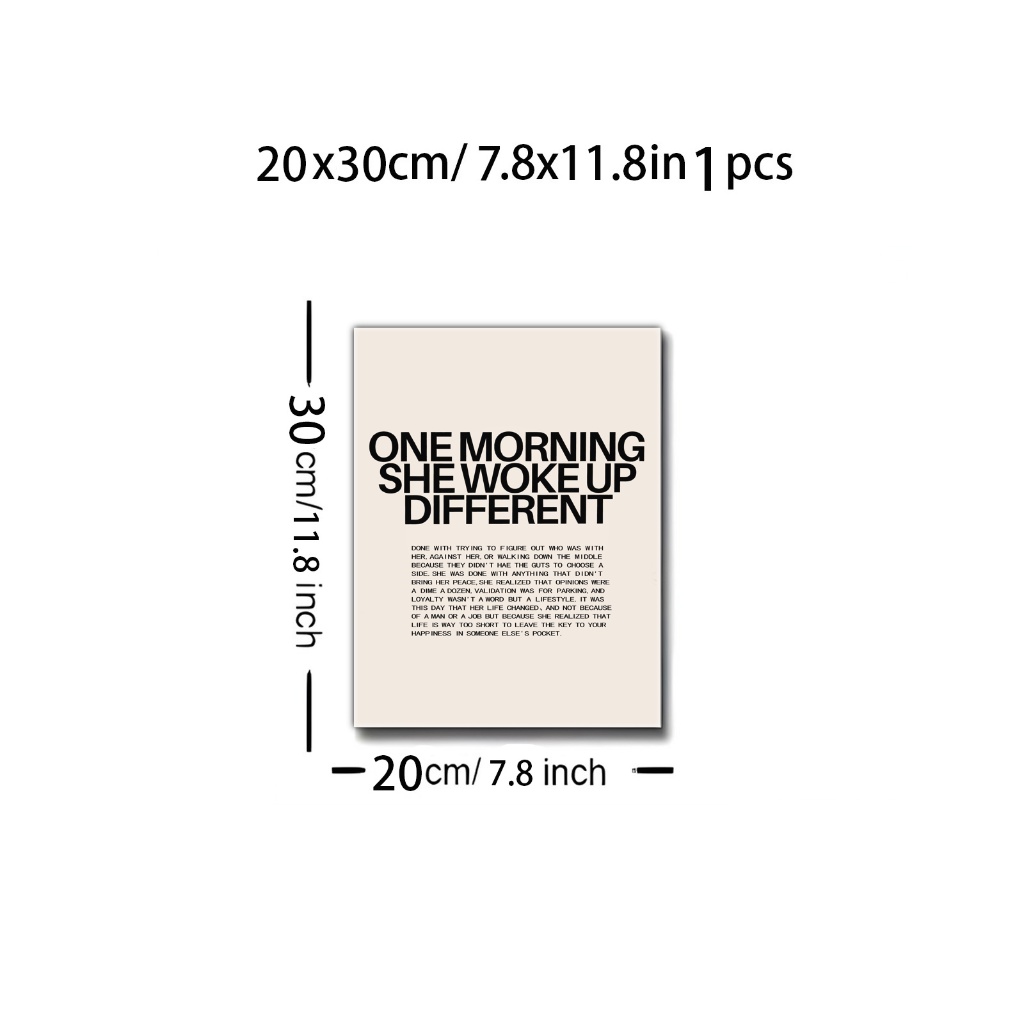 20x30cm/ 7.8x11.8in 1 pcs
30 cm/11.8 inch
ONE MORNING
SHE WOKE UP
DIFFERENT
DONE WITH TRYING TO FIGURE OUT WHO WAS WITH
HER, AGAINST HER, OR WALKING DOWN THE MIDDLE
BECAUSE THEY DIDN'T HAE THE GUTS TO CHOOSE A
SIDE. SHE WAS DONE WITH ANYTHING THAT DIDN'T
BRING HER PEACE. SHE REALIZED THAT OPINIONS WERE
A DIME A DOZEN, VALIDATION WAS FOR PARKING, AND
LOYALTY WASN'T A WORD BUT A LIFESTYLE. IT WAS
THIS DAY THAT HER LIFE CHANGED、AND NOT BECAUSE
OF A MAN OR A JOB BUT BECAUSE SHE REALIZED THAT
LIFE IS WAY TOO SHORT TO LEAVE THE KEY TO YOUR
HAPPINESS IN SOMEONE ELSE'S POCKET.
20cm/ 7.8 inch